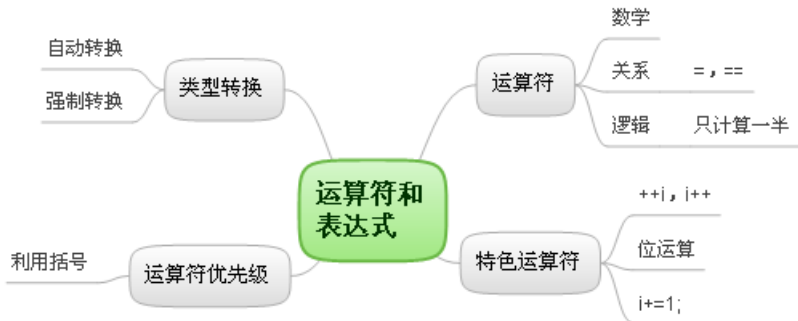 数学
自动转换
运算符
关系
=，==
类型转换
强制转换
逻辑
只计算一半
运算符和
表达式
++i，i++
利用括号
运算符优先级
特色运算符
位运算
i+=1;